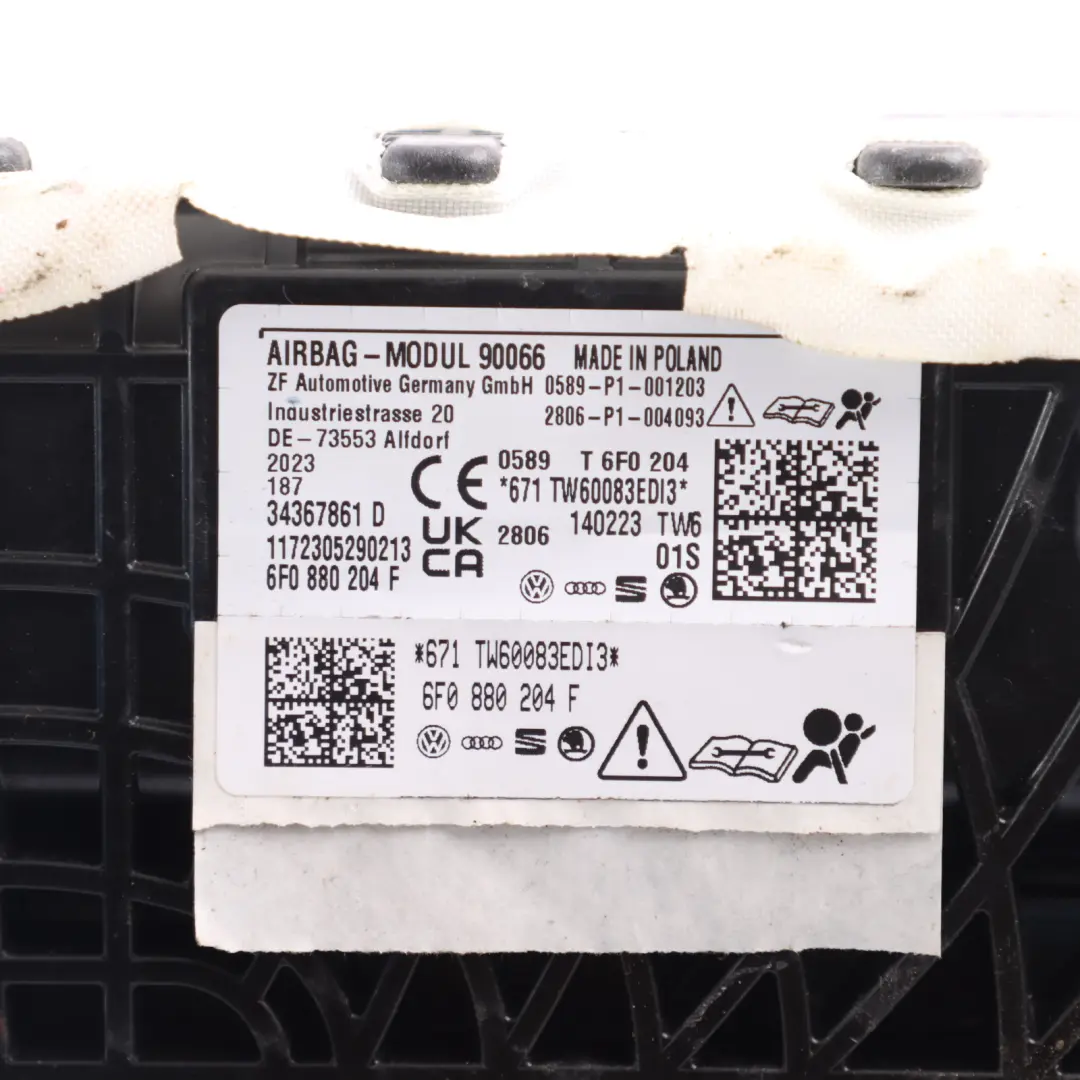 AIRBAG-MODUL 90066 MADE IN POLAND
ZF Automotive Germany GmbH 0589-P1-001203
Industriestrasse 20 2806-P1-004093
DE-73553 Alfdorf
2023 CE 0589 T 6F0 204
187 *671 TW60083EDI3*
34367861 D UK CA 2806 140223 TW6
1172305290213 01S
6F0 880 204 F
*671 TW60083EDI3*
6F0 880 204 F